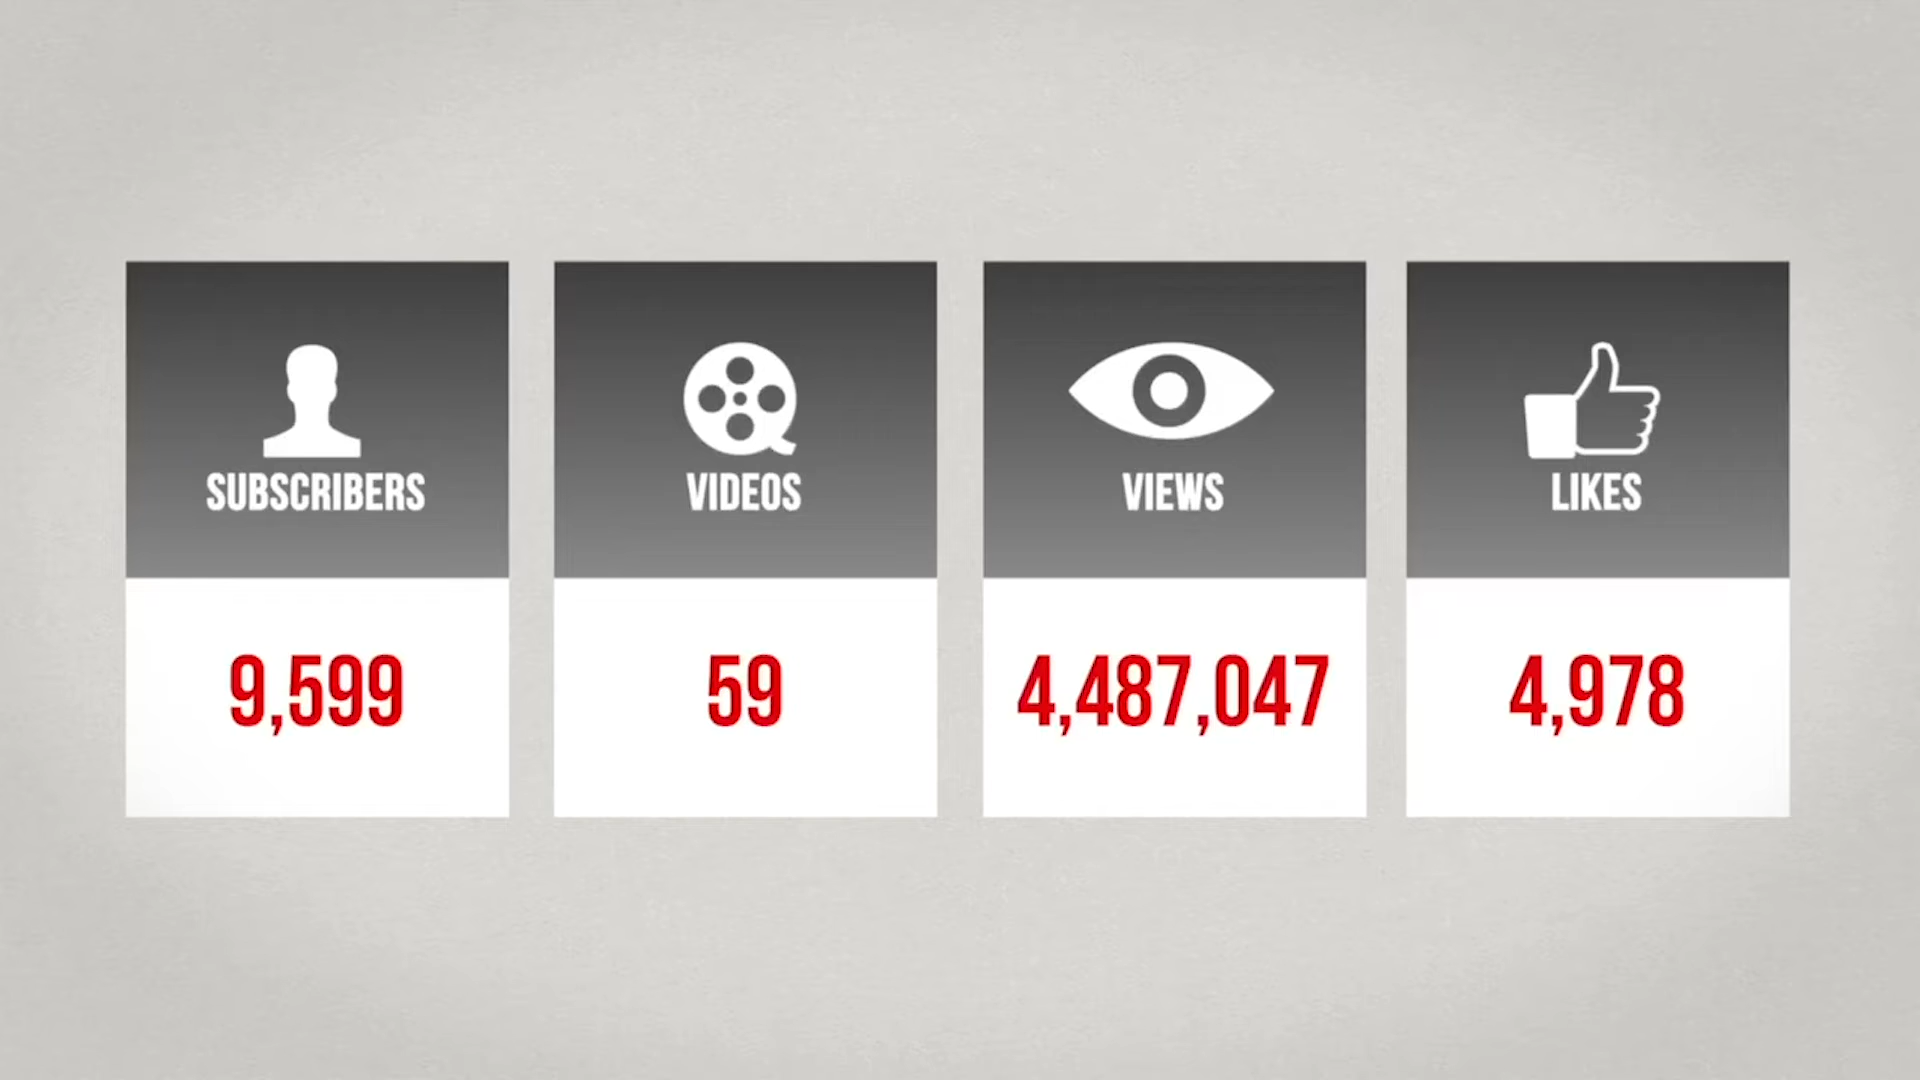 SUBSCRIBERS
VIDEOS
VIEWS
LIKES
9,599
59
4,487,047
4,978